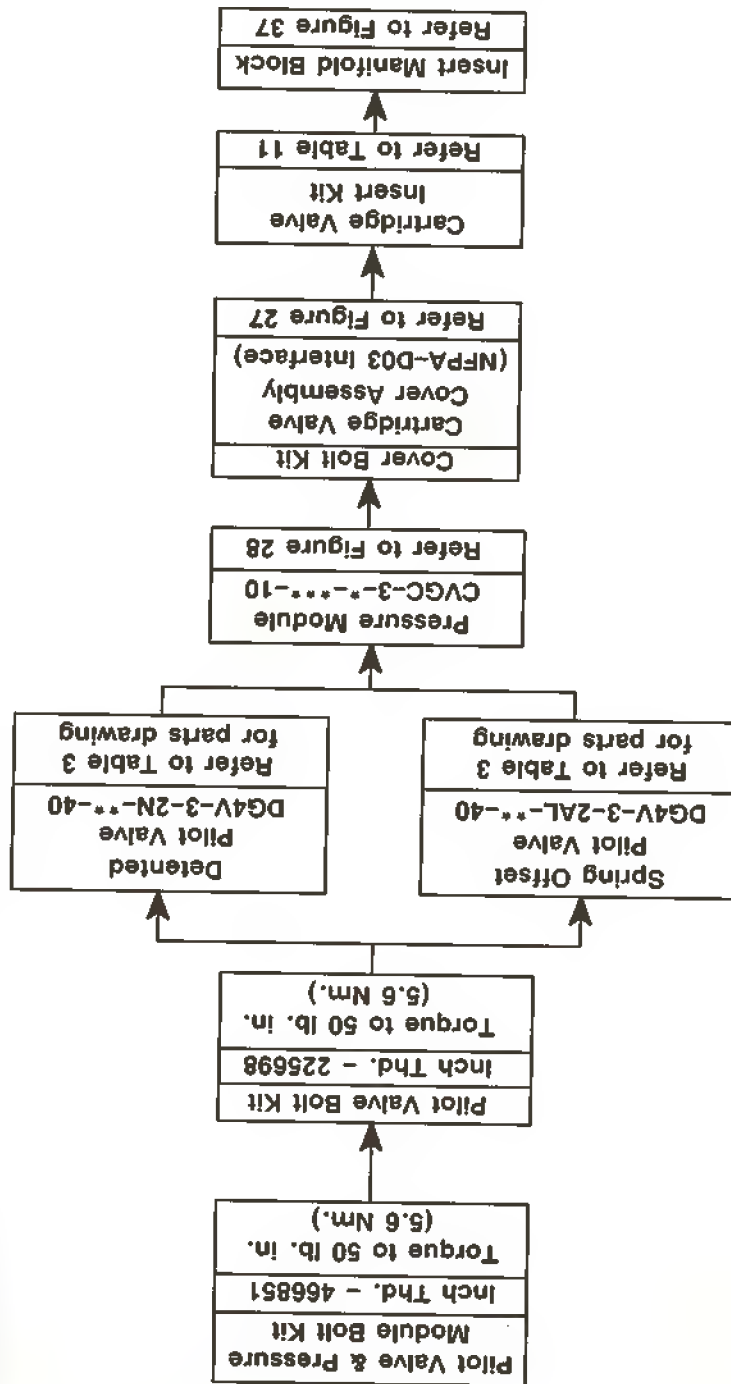 Pilot Valve & Pressure
Module Bolt Kit
Inch Thd. - 466851
Torque to 50 lb. in.
(5.6 Nm.)
Pilot Valve Bolt Kit
Inch Thd. - 225698
Torque to 50 lb. in.
(5.6 Nm.)
Spring Offset
Pilot Valve
DG4V-3-2AL-**-40
Refer to Table 3
for parts drawing
Detented
Pilot Valve
DG4V-3-2N-**-40
Refer to Table 3
for parts drawing
Pressure Module
CVGC-3-*-***-10
Refer to Figure 28
Cover Bolt Kit
Cartridge Valve
Cover Assembly
(NFPA-D03 Interface)
Refer to Figure 27
Cartridge Valve
Insert Kit
Refer to Table 11
Insert Manifold Block
Refer to Figure 37